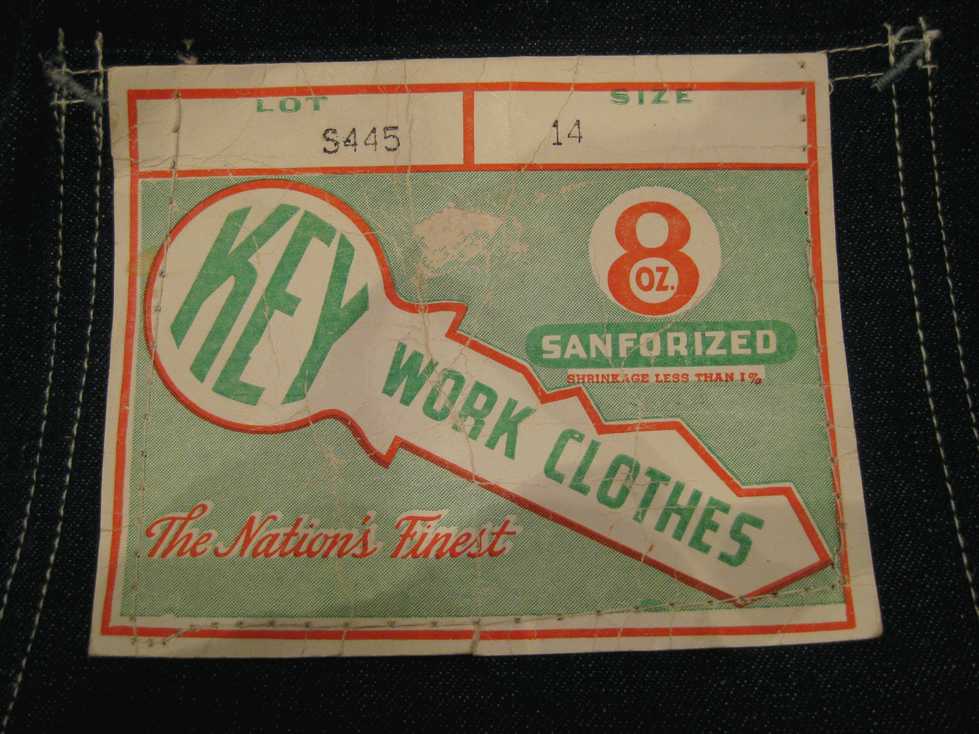 LOT
S445
SIZE
14
KEY
WORK CLOTHES
8
OZ.
SANFORIZED
SHRINKAGE LESS THAN 1%
The Nation's Finest